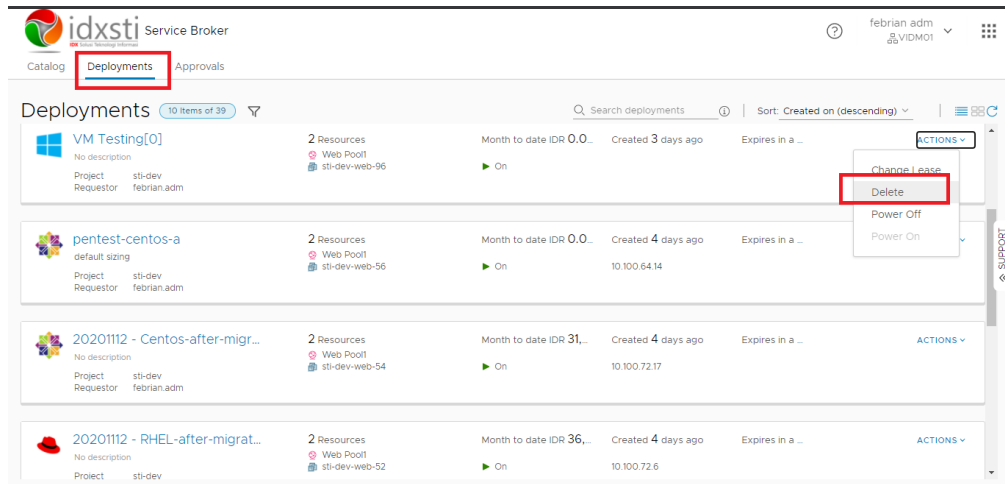 idxsti Service Broker
IDX Solusi Teknologi Informasi
febrian adm
VIDM01
Catalog Deployments Approvals
Deployments 10 Items of 39
Search deployments
Sort: Created on (descending)
VM Testing[0]
No description
Project sti-dev
Requestor febrian.adm
2 Resources
Web Pool1
sti-dev-web-96
Month to date IDR 0.0...
On
Created 3 days ago
Expires in a ...
ACTIONS
Change Lease
Delete
Power Off
Power On
pentest-centos-a
default sizing
Project sti-dev
Requestor febrian.adm
2 Resources
Web Pool1
sti-dev-web-56
Month to date IDR 0.0...
On
Created 4 days ago
10.100.64.14
Expires in a ...
SUPPORT
20201112 - Centos-after-migr...
No description
Project sti-dev
Requestor febrian.adm
2 Resources
Web Pool1
sti-dev-web-54
Month to date IDR 31,...
On
Created 4 days ago
10.100.72.17
Expires in a ...
ACTIONS
20201112 - RHEL-after-migrat...
No description
Project sti-dev
2 Resources
Web Pool1
sti-dev-web-52
Month to date IDR 36,...
On
Created 4 days ago
10.100.72.6
Expires in a ...
ACTIONS